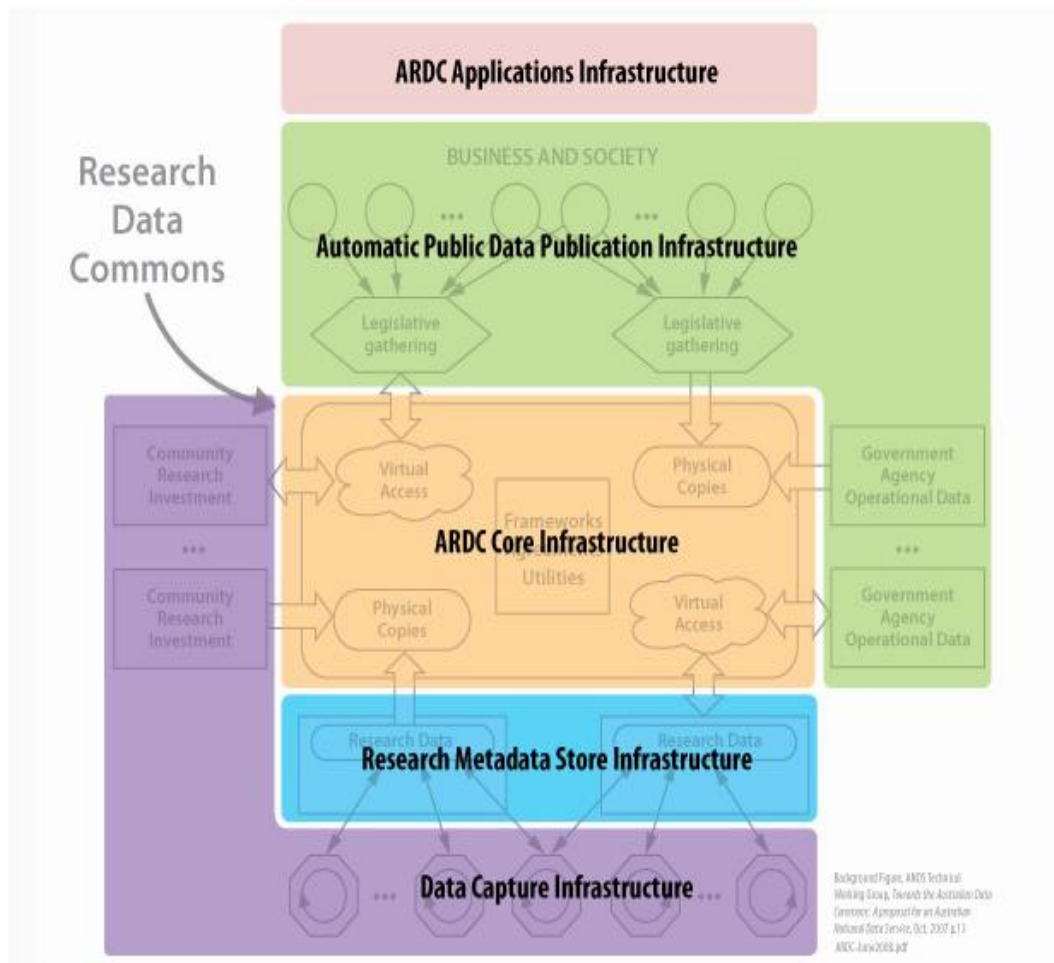 ARDC Applications Infrastructure
Research
Data
Commons
BUSINESS AND SOCIETY
...
...
Automatic Public Data Publication Infrastructure
Legislative
gathering
Legislative
gathering
Community
Research
Investment
...
Community
Research
Investment
Virtual
Access
Physical
Copies
Frameworks
Agreements
Utilities
ARDC Core Infrastructure
Physical
Copies
Virtual
Access
Government
Agency
Operational Data
...
Government
Agency
Operational Data
Research Data
Research Data
Research Metadata Store Infrastructure
...
...
Data Capture Infrastructure
Background Figure, ANDS Technical
Working Group, Towards the Australian Data
Commons: A proposal for an Australian
National Data Service, Oct, 2007 p.13
ARDC-June2008.pdf